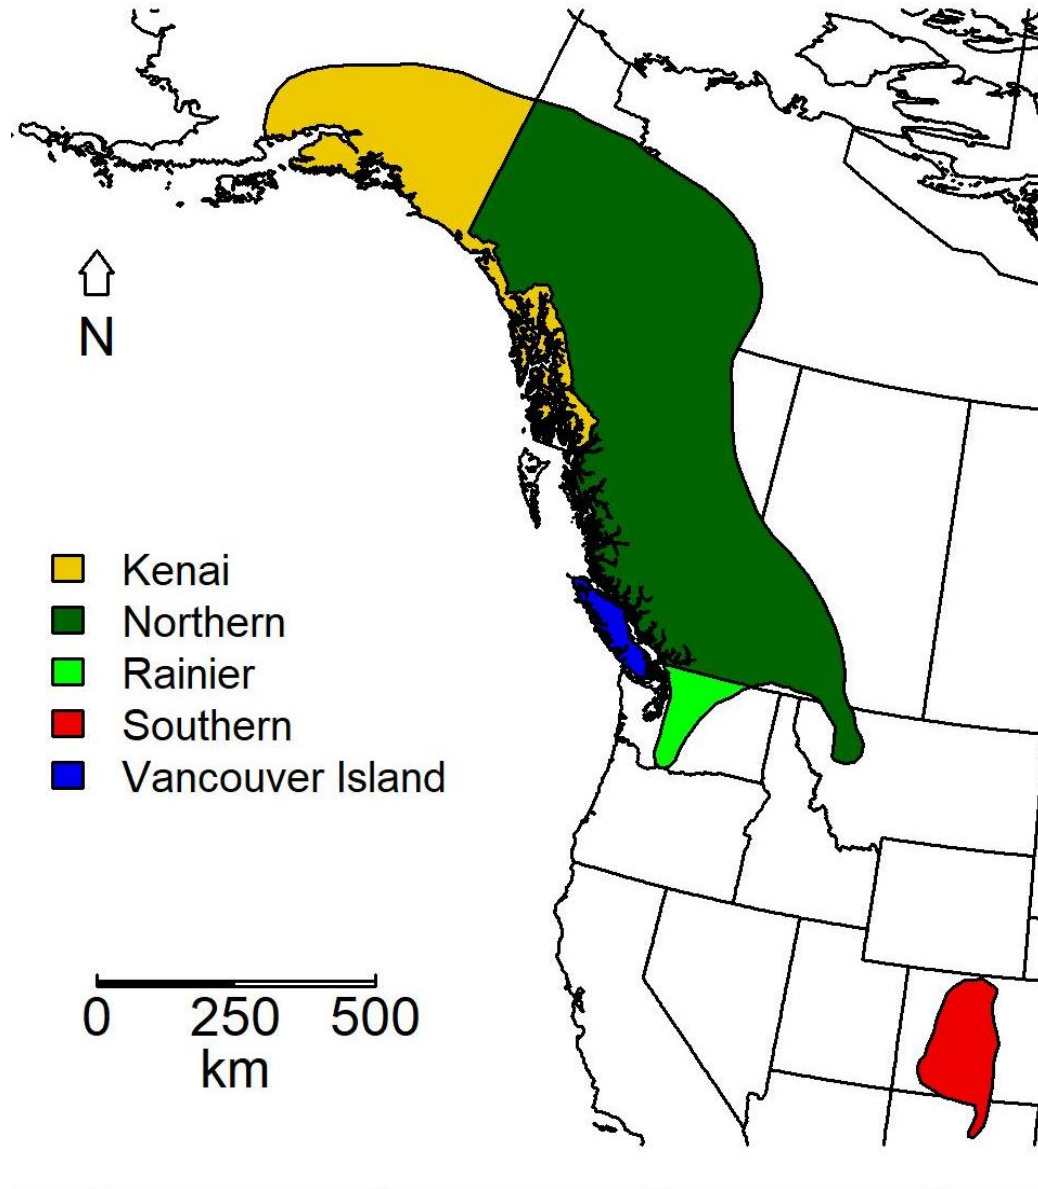 N
Kenai
Northern
Rainier
Southern
Vancouver Island
0 250 500
km